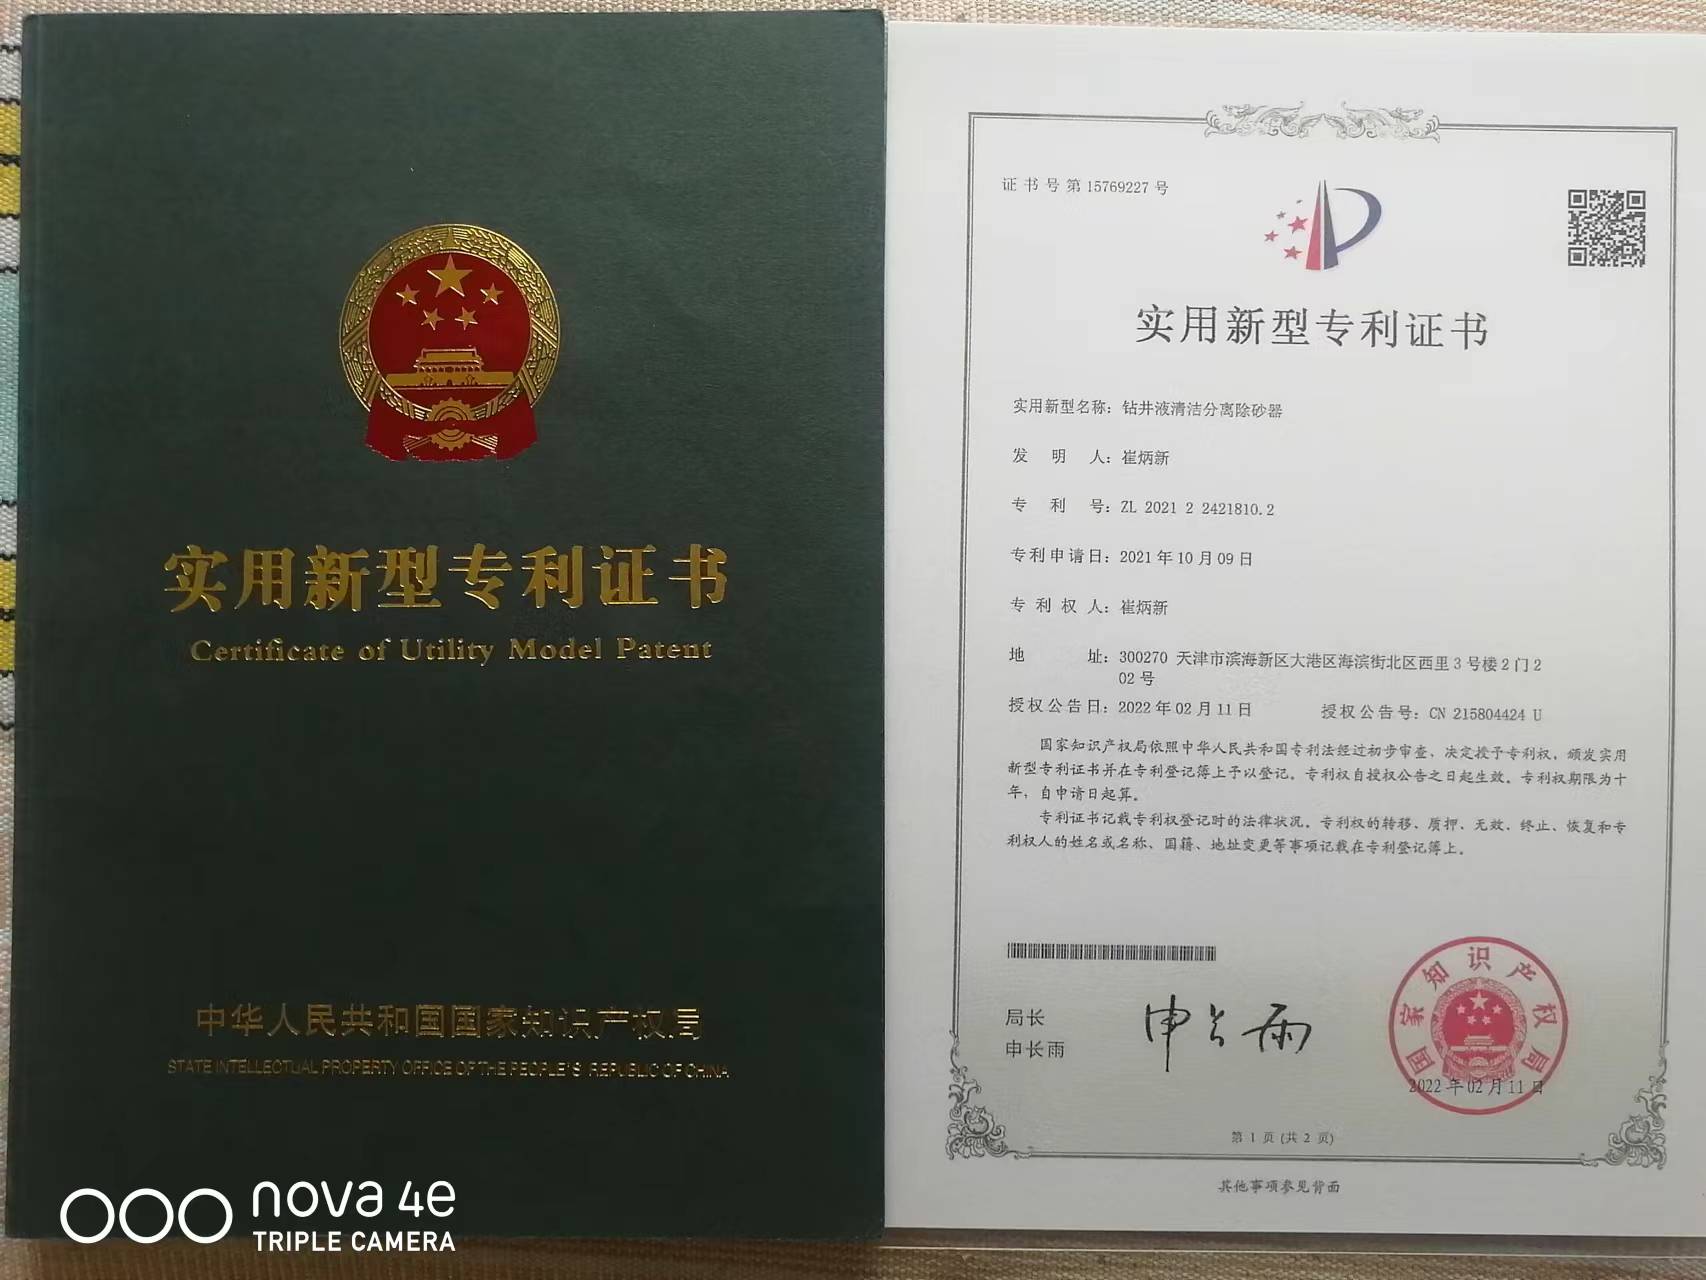 实用新型专利证书
Certificate of Utility Model Patent
中华人民共和国国家知识产权局
STATE INTELLECTUAL PROPERTY OFFICE OF THE PEOPLE'S REPUBLIC OF CHINA
nova 4e
TRIPLE CAMERA
证书号第15769227号
实用新型专利证书
实用新型名称：钻井液清洁分离除砂器
发明人：崔炳新
专利号：ZL 2021 2 2421810.2
专利申请日：2021年10月09日
专利权人：崔炳新
地址：300270 天津市滨海新区大港区海滨街北区西里3号楼2门2
02号
授权公告日：2022年02月11日 授权公告号：CN 215804424 U
国家知识产权局依照中华人民共和国专利法经过初步审查，决定授予专利权，颁发实用
新型专利证书并在专利登记簿上予以登记。专利权自授权公告之日起生效。专利权期限为十
年，自申请日起算。
专利证书记载专利权登记时的法律状况。专利权的转移、质押、无效、终止、恢复和专
利权人的姓名或名称、国籍、地址变更等事项记载在专利登记簿上。
局长
申长雨
申长雨
国家知识产权局
2022年02月11日
第 1 页 (共 2 页)
其他事项参见背面